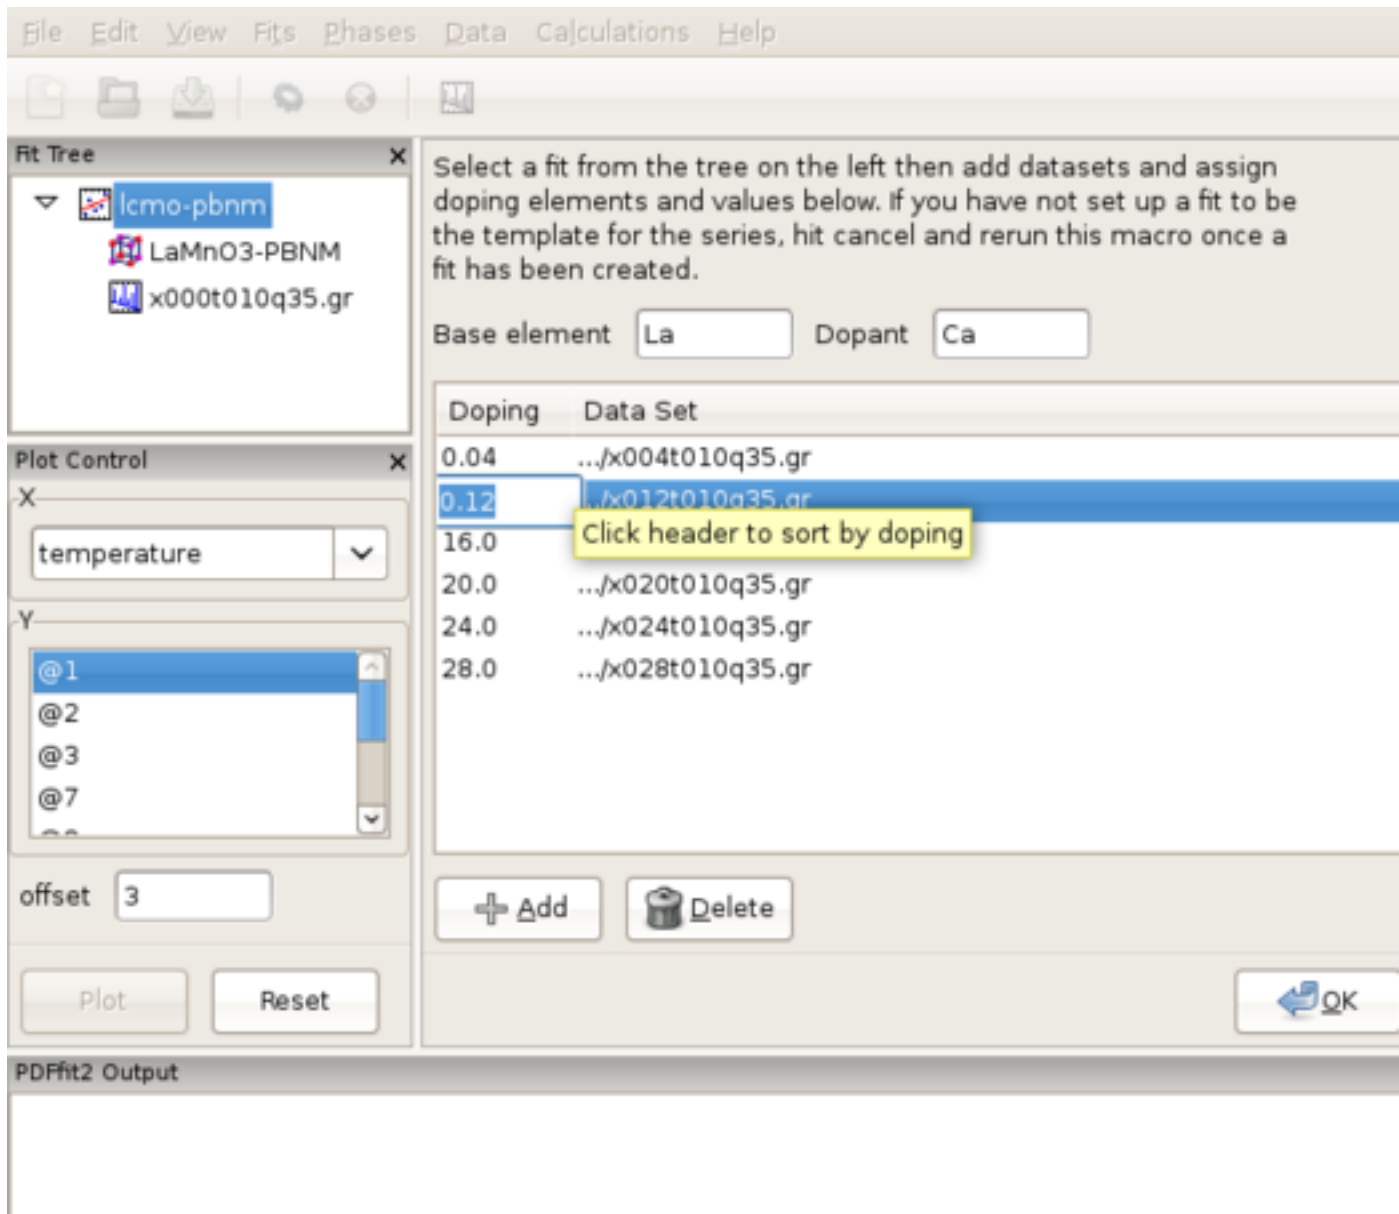 File Edit View Fits Phases Data Calculations Help
Fit Tree
lcmo-pbnm
LaMnO3-PBNM
x000t010q35.gr
Plot Control
X
temperature
Y
@1
@2
@3
@7
offset 3
Plot Reset
Select a fit from the tree on the left then add datasets and assign
doping elements and values below. If you have not set up a fit to be
the template for the series, hit cancel and rerun this macro once a
fit has been created.
Base element La Dopant Ca
Doping Data Set
0.04 .../x004t010q35.gr
0.12 .../x012t010q35.gr
Click header to sort by doping
16.0
20.0 .../x020t010q35.gr
24.0 .../x024t010q35.gr
28.0 .../x028t010q35.gr
Add Delete
OK
PDFfit2 Output